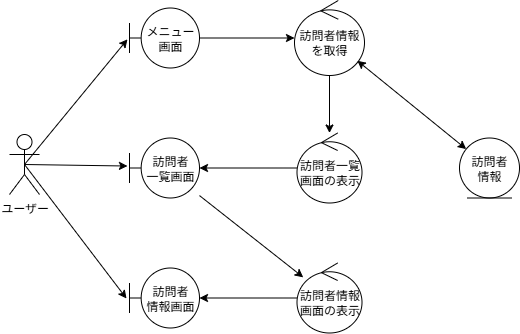 メニュー
画面
訪問者情報
を取得
訪問者
一覧画面
訪問者一覧
画面の表示
訪問者
情報
ユーザー
訪問者
情報画面
訪問者情報
画面の表示